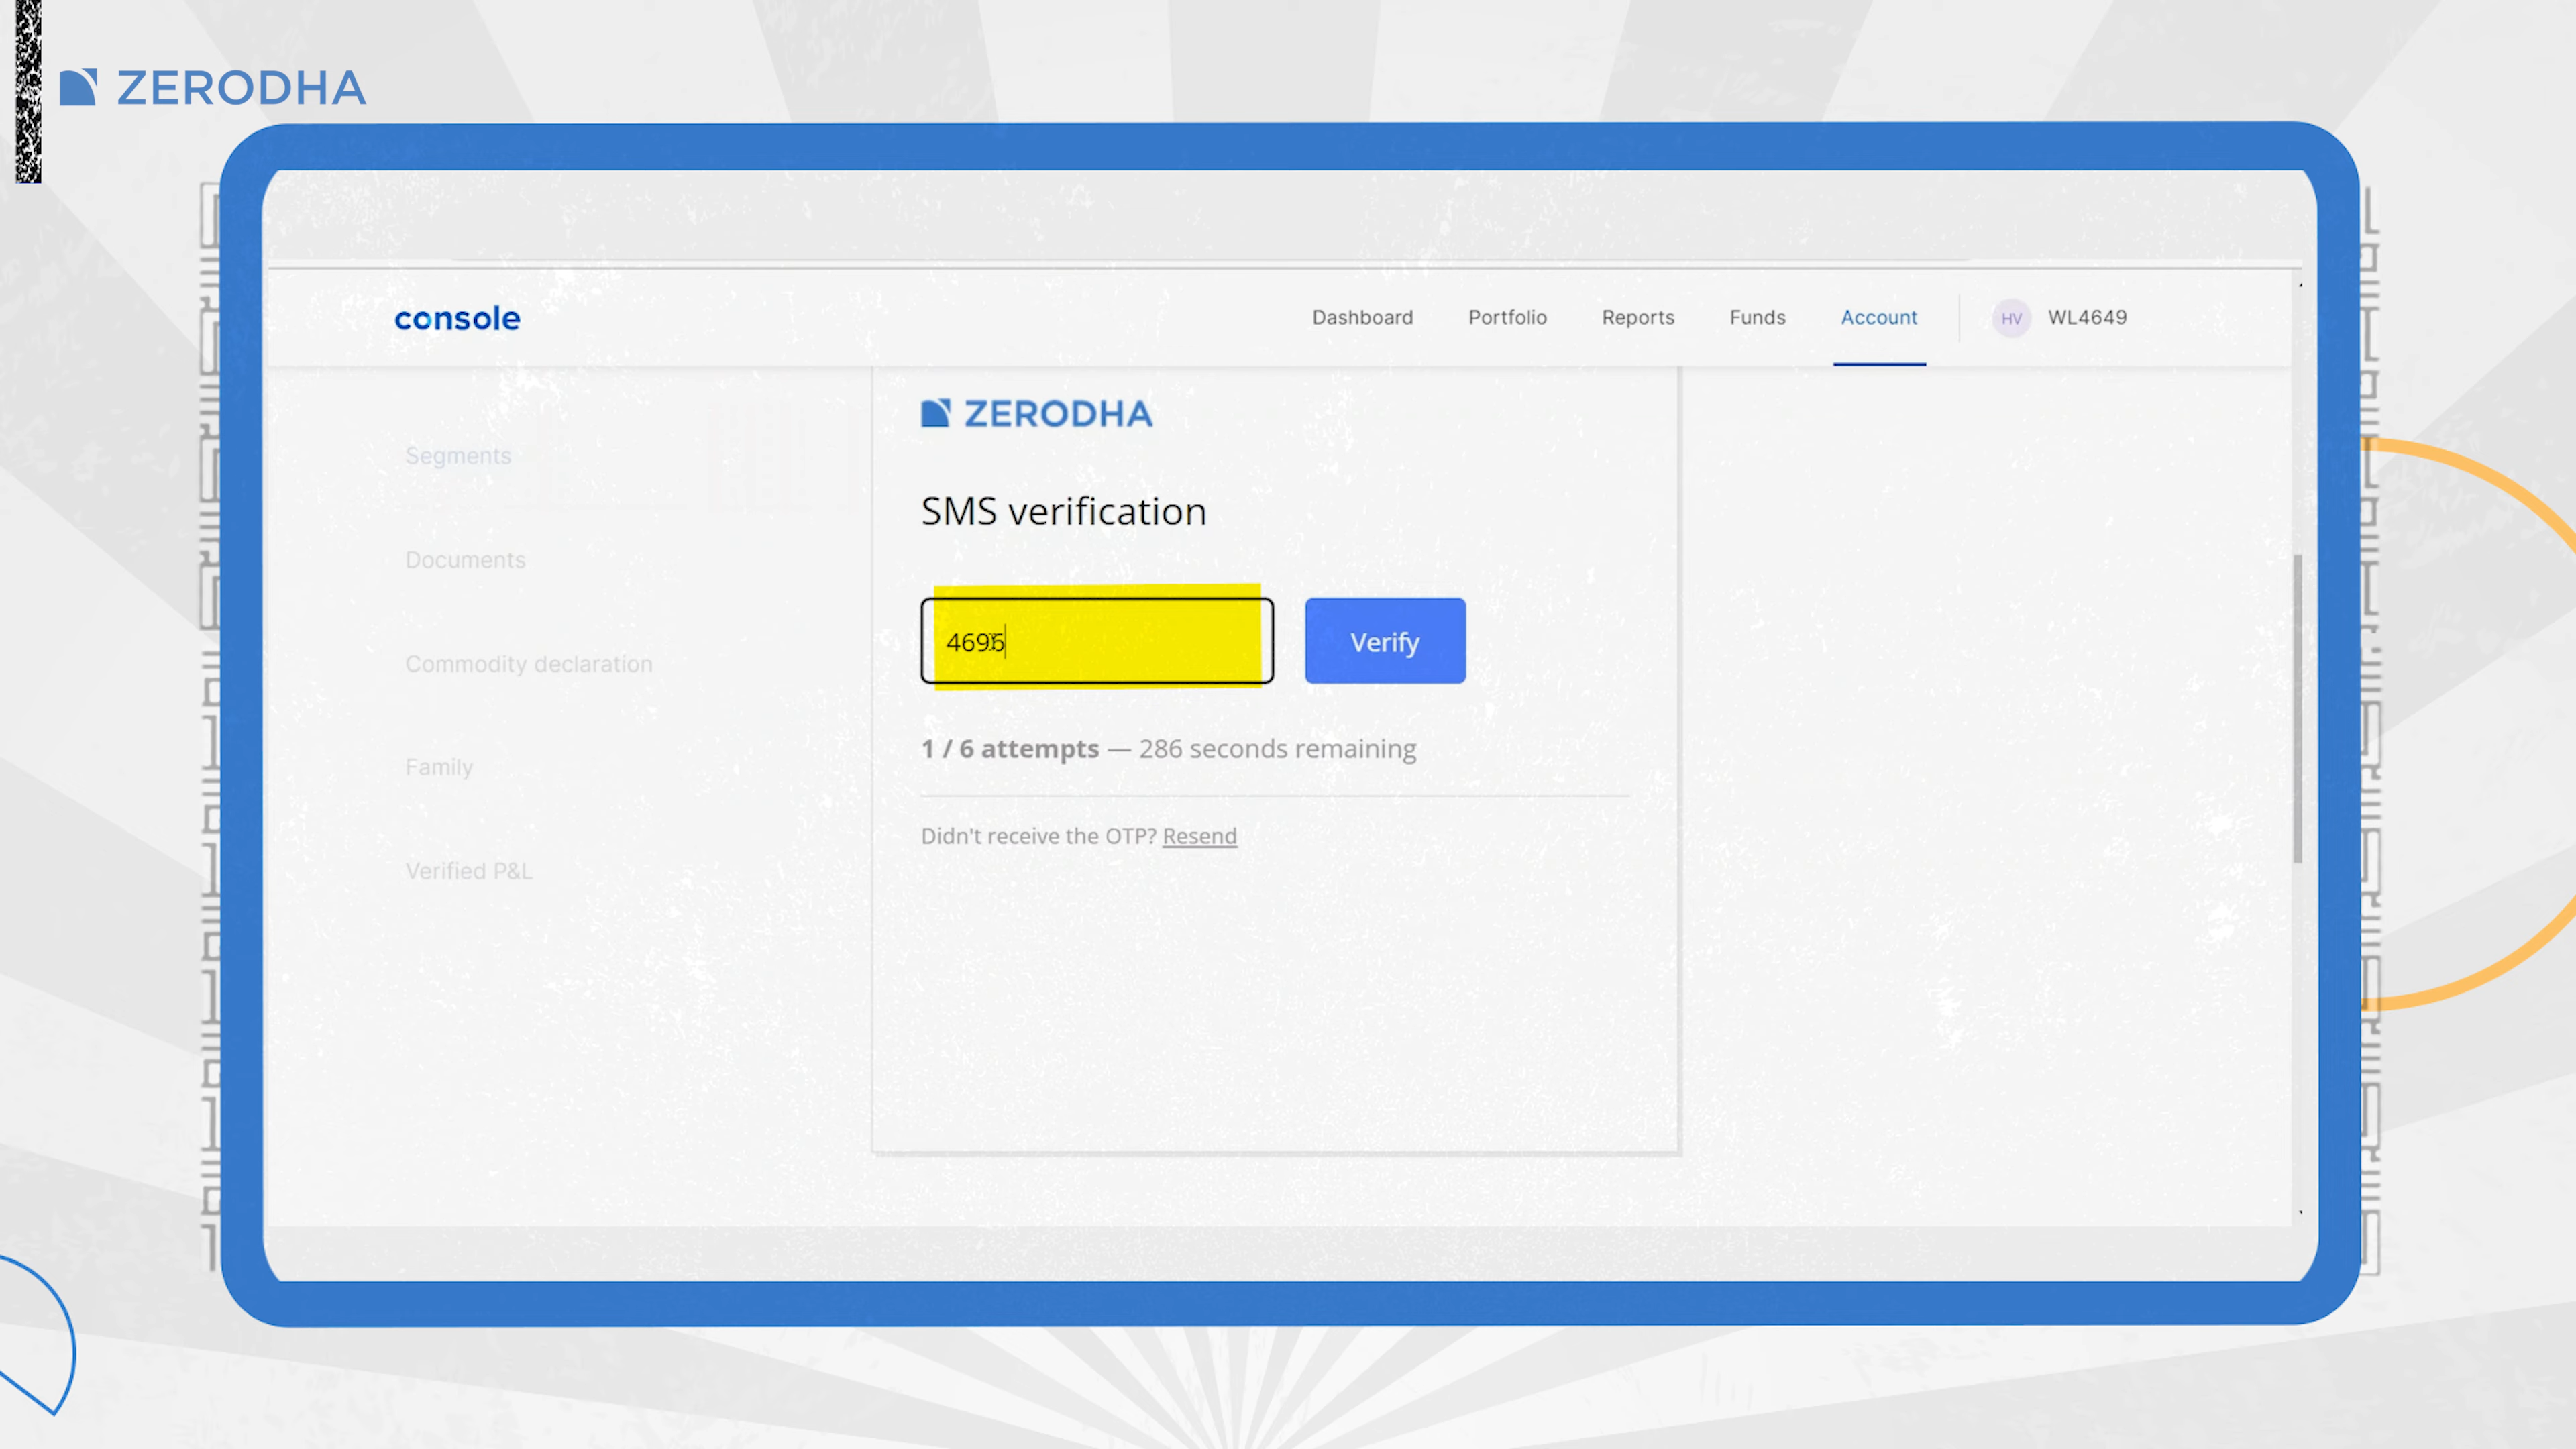 ZERODHA
console
Dashboard Portfolio Reports Funds Account HV WL4649
ZERODHA
Segments
SMS verification
Documents
4695 Verify
Commodity declaration
1 / 6 attempts — 286 seconds remaining
Family
Didn't receive the OTP? Resend
Verified P&L